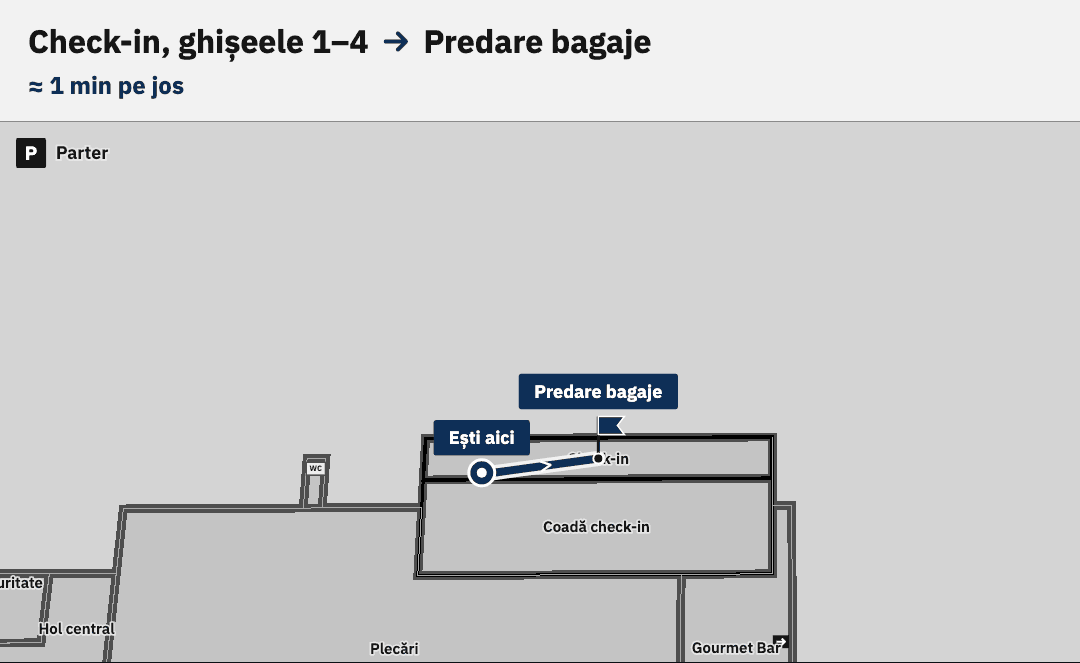 Check-in, ghișeele 1–4 → Predare bagaje
≈ 1 min pe jos
P Parter
Predare bagaje
Ești aici
Coadă check-in
WC
Hol central
Plecări
Gourmet Bar